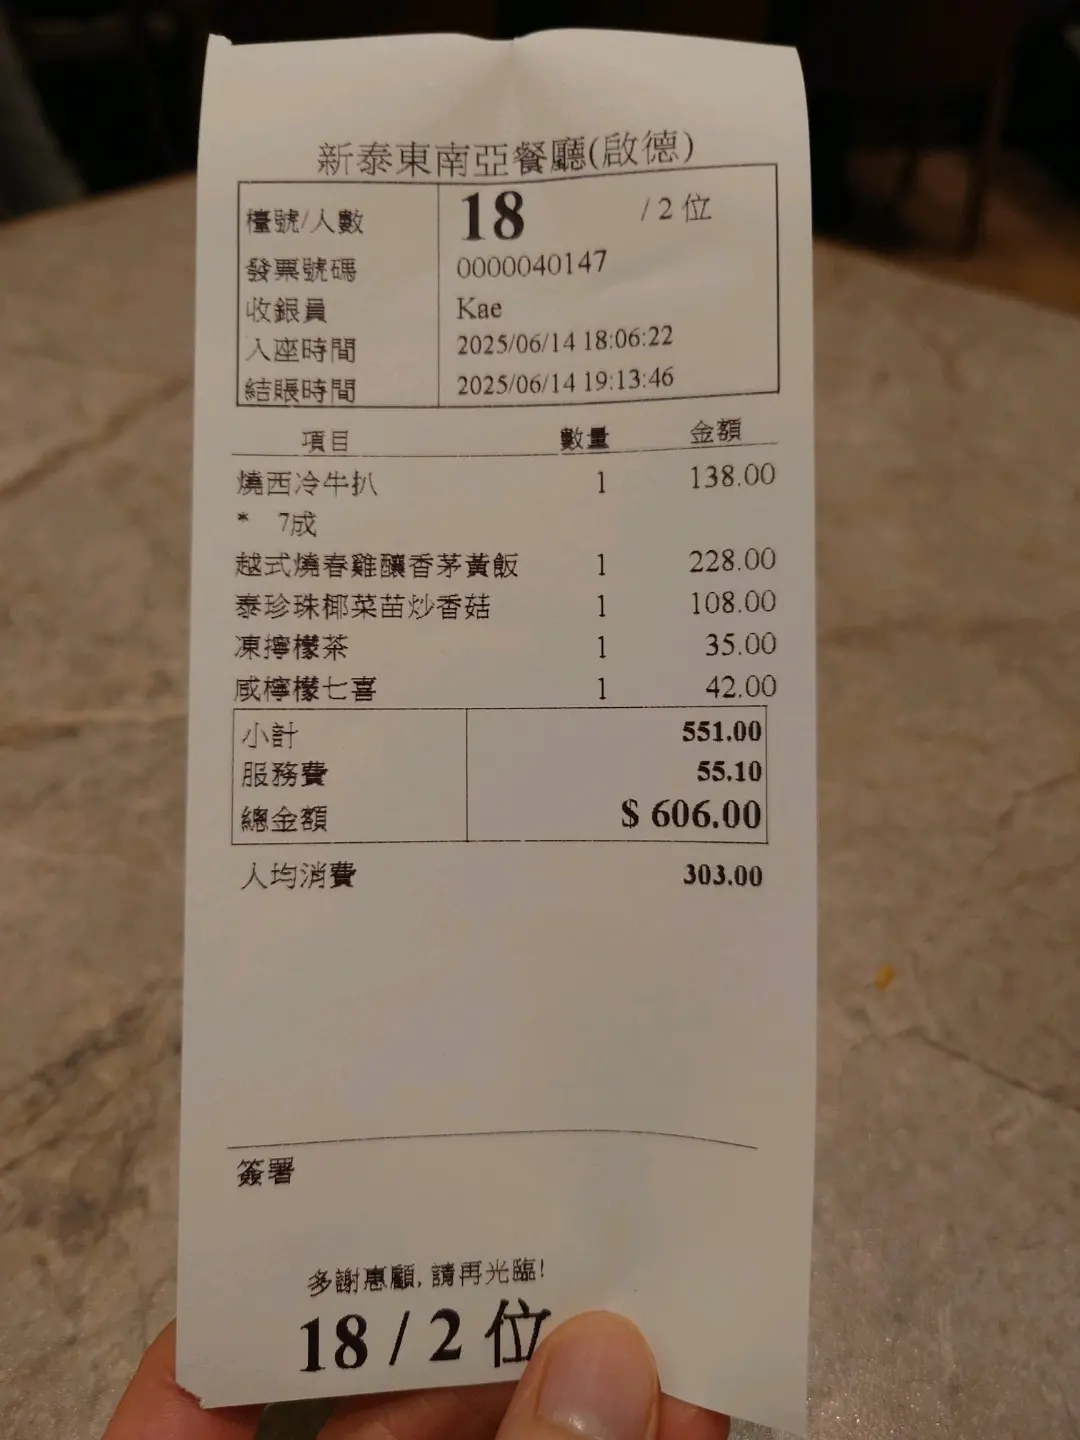 新泰東南亞餐廳(啟德)
檯號/人數 18 / 2 位
發票號碼 0000040147
收銀員 Kae
入座時間 2025/06/14 18:06:22
結賬時間 2025/06/14 19:13:46
項目 數量 金額
燒西冷牛扒 1 138.00
* 7成
越式燒春雞釀香茅黃飯 1 228.00
泰珍珠椰菜苗炒香菇 1 108.00
凍檸檬茶 1 35.00
咸檸檬七喜 1 42.00
小計 551.00
服務費 55.10
總金額 $ 606.00
人均消費 303.00
簽署
多謝惠顧, 請再光臨!
18 / 2 位